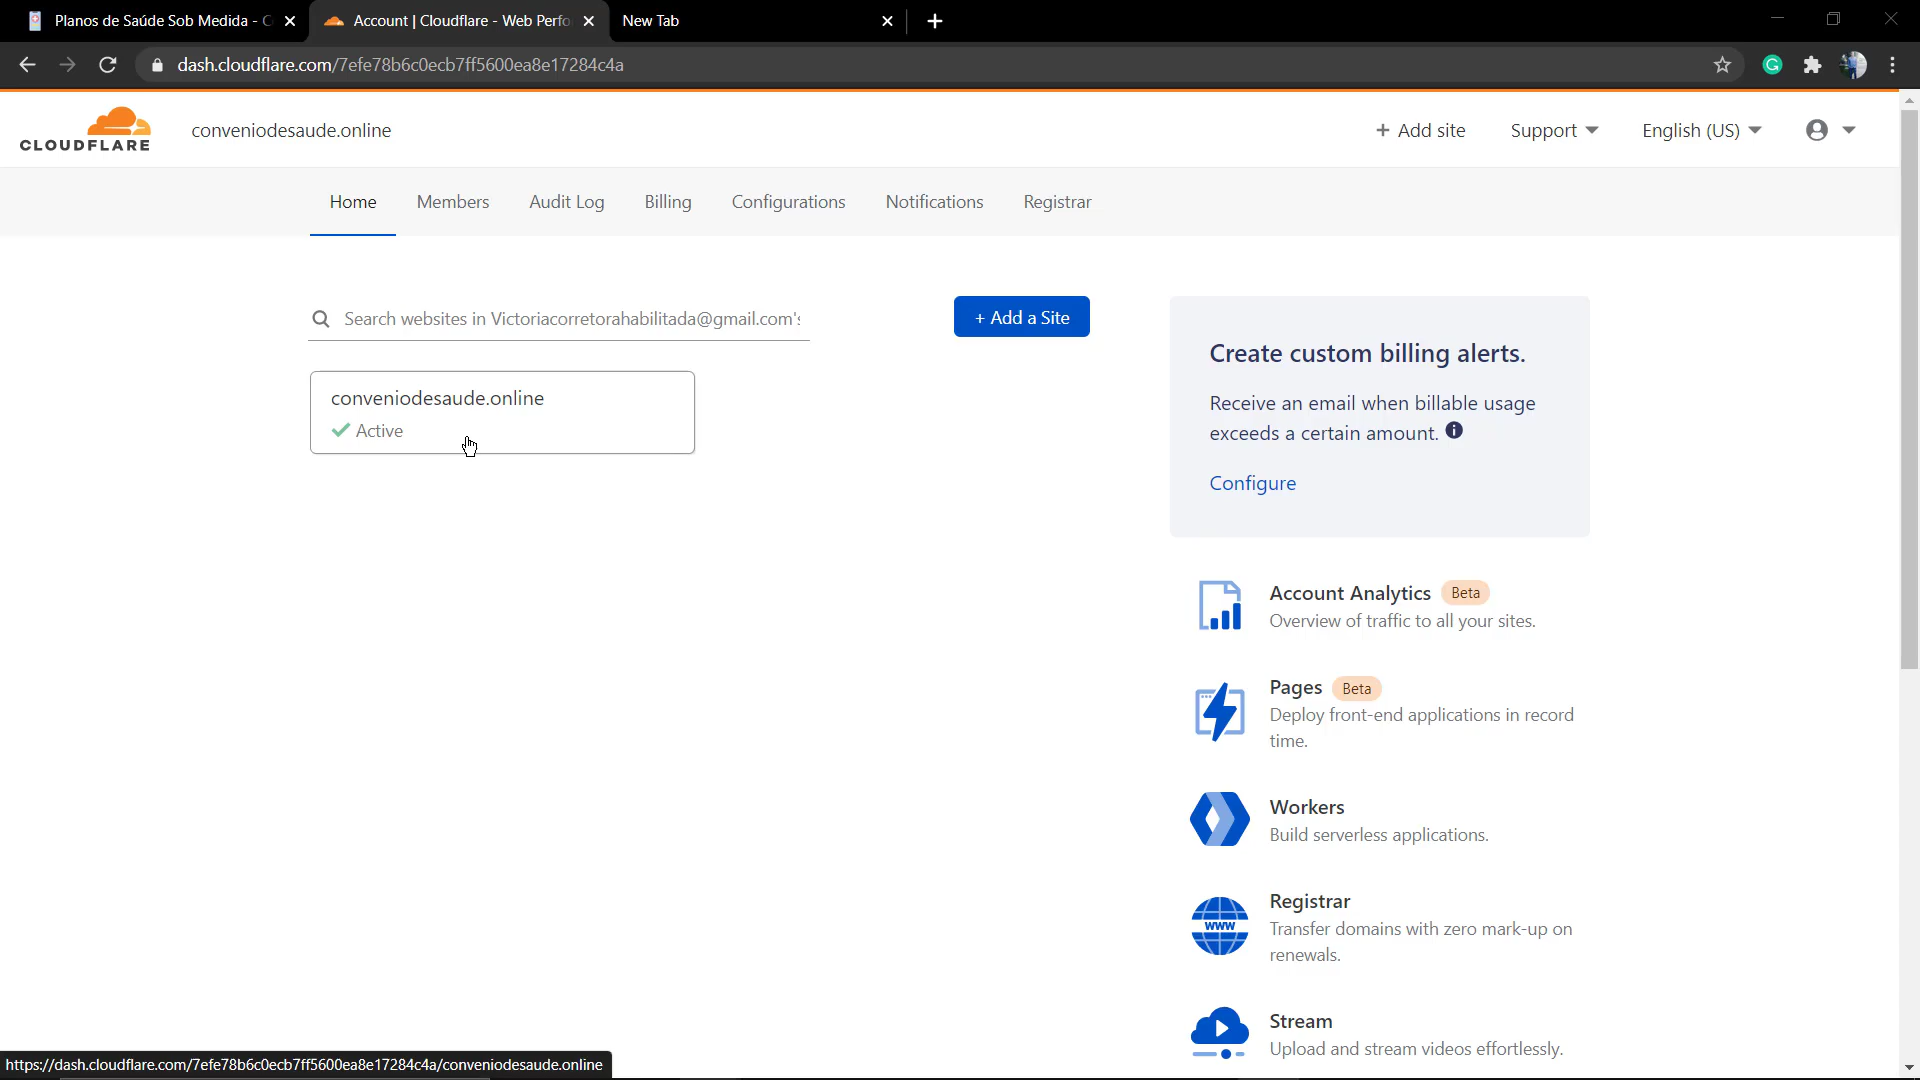 Planos de Saúde Sob Medida - C
Account | Cloudflare - Web Perfo
New Tab
dash.cloudflare.com/7efe78b6c0ecb7ff5600ea8e17284c4a
CLOUDFLARE
conveniodesaude.online
+ Add site
Support
English (US)
Home
Members
Audit Log
Billing
Configurations
Notifications
Registrar
Search websites in Victoriacorretorahabilitada@gmail.com's
+ Add a Site
conveniodesaude.online
Active
Create custom billing alerts.
Receive an email when billable usage
exceeds a certain amount.
Configure
Account Analytics Beta
Overview of traffic to all your sites.
Pages Beta
Deploy front-end applications in record
time.
Workers
Build serverless applications.
www
Registrar
Transfer domains with zero mark-up on
renewals.
Stream
Upload and stream videos effortlessly.
https://dash.cloudflare.com/7efe78b6c0ecb7ff5600ea8e17284c4a/conveniodesaude.online